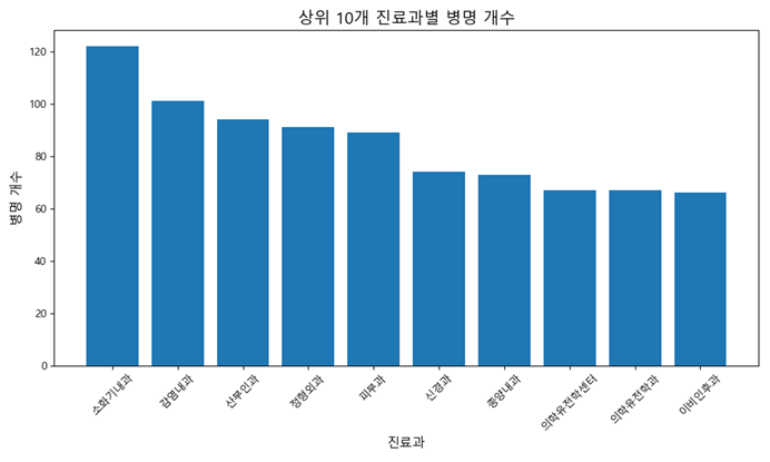 상위 10개 진료과별 병명 개수
병명 개수
120
100
80
60
40
20
0
소화기내과
감염내과
산부인과
정형외과
피부과
신경과
종양내과
의학유전학센터
의학유전학과
이비인후과
진료과